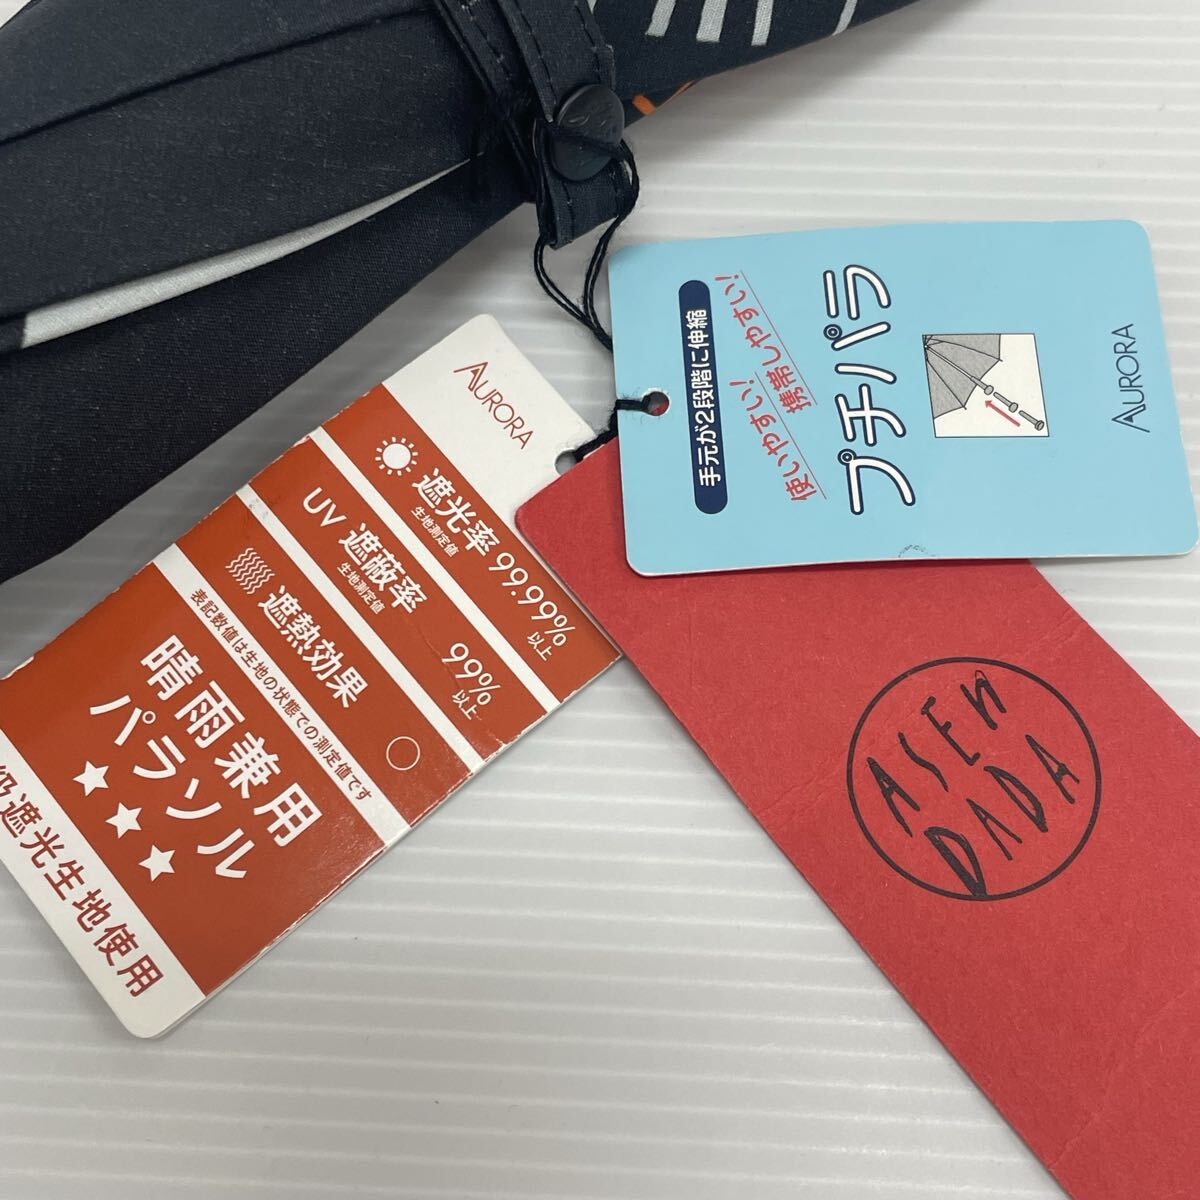 AURORA
遮光率 99.99%以上
生地測定値
UV 遮蔽率 99%以上
生地測定値
遮熱効果 ○
表記数値は生地の状態での測定値です
晴雨兼用
パラソル
★★★
級遮光生地使用
手元が2段階に伸縮
使いやすい!
携帯しやすい!
プチパラ
AURORA
ASEN
DADA